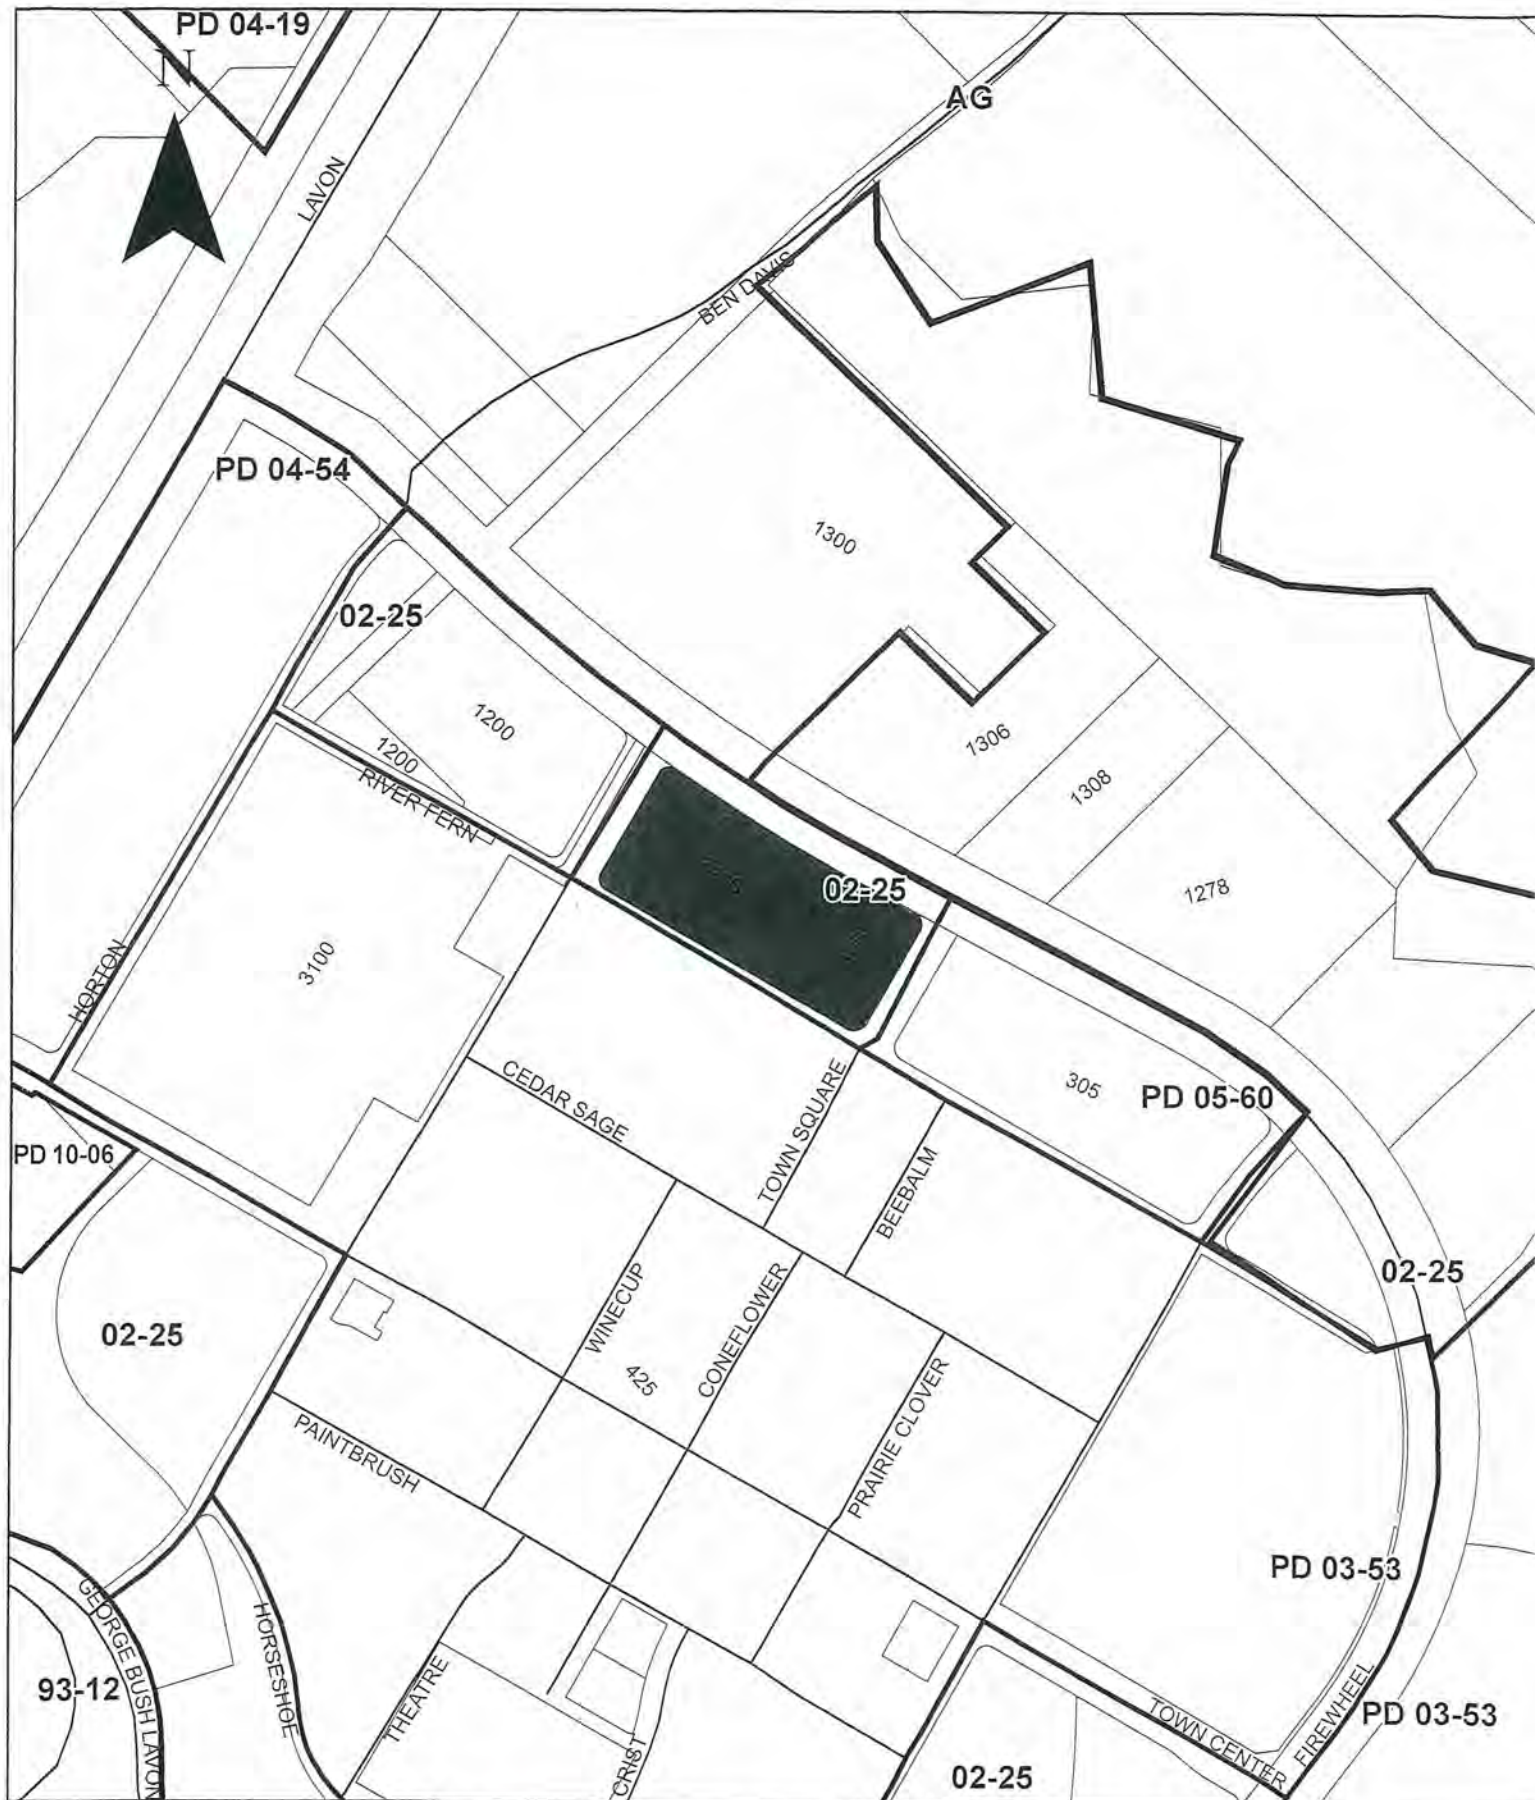 PD 04-19
N
AG
LAVON
BEN DAVIS
PD 04-54
1300
02-25
1200
1200
RIVER FERN
1306
1308
02-25
1278
3100
HORTON
CEDAR SAGE
TOWN SQUARE
305
PD 05-60
PD 10-06
BEEBALM
02-25
WINECUP
CONEFLOWER
02-25
425
PRAIRIE CLOVER
PAINTBRUSH
PD 03-53
GEORGE BUSH LAVON
HORSESHOE
93-12
THEATRE
CRIST
TOWN CENTER
FIREWHEEL
PD 03-53
02-25